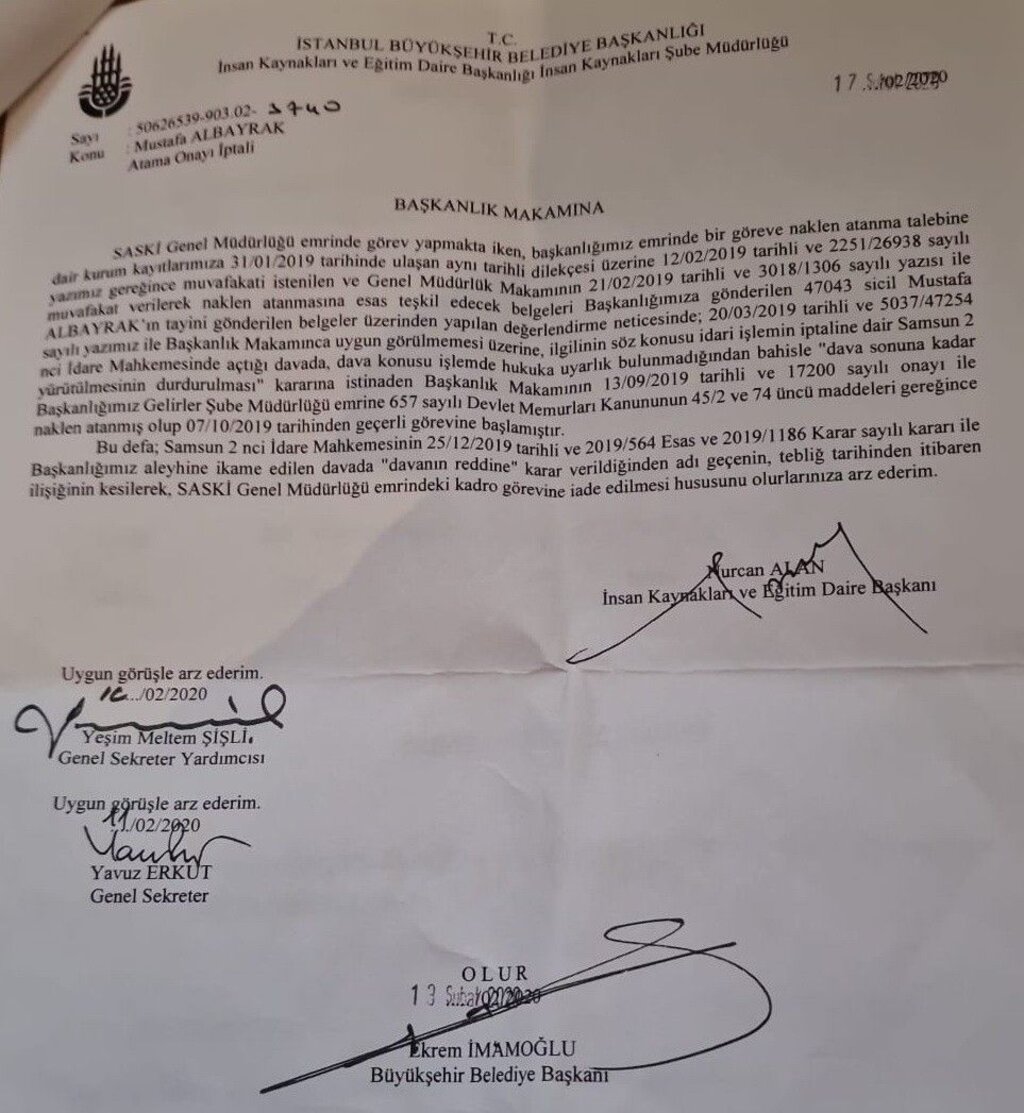 T.C.
İSTANBUL BÜYÜKŞEHİR BELEDİYE BAŞKANLIĞI
İnsan Kaynakları ve Eğitim Daire Başkanlığı İnsan Kaynakları Şube Müdürlüğü
17 Şubat 2020
Sayı : 50626539-903.02-
Konu : Mustafa ALBAYRAK
Atama Onayı İptali
BAŞKANLIK MAKAMINA
SASKİ Genel Müdürlüğü emrinde görev yapmakta iken, başkanlığımız emrinde bir göreve naklen atanma talebine
dair kurum kayıtlarımıza 31/01/2019 tarihinde ulaşan aynı tarihli dilekçesi üzerine 12/02/2019 tarihli ve 2251/26938 sayılı
yazımız gereğince muvafakati istenilen ve Genel Müdürlük Makamının 21/02/2019 tarihli ve 3018/1306 sayılı yazısı ile
muvafakat verilerek naklen atanmasına esas teşkil edecek belgeleri Başkanlığımıza gönderilen 47043 sicil Mustafa
ALBAYRAK'ın tayini gönderilen belgeler üzerinden yapılan değerlendirme neticesinde; 20/03/2019 tarihli ve 5037/47254
sayılı yazımız ile Başkanlık Makamınca uygun görülmemesi üzerine, ilgilinin söz konusu idari işlemin iptaline dair Samsun 2
nci İdare Mahkemesinde açtığı davada, dava konusu işlemde hukuka uyarlık bulunmadığından bahisle "dava sonuna kadar
yürütülmesinin durdurulması" kararına istinaden Başkanlık Makamının 13/09/2019 tarihli ve 17200 sayılı onayı ile
Başkanlığımız Gelirler Şube Müdürlüğü emrine 657 sayılı Devlet Memurları Kanununun 45/2 ve 74 üncü maddeleri gereğince
naklen atanmış olup 07/10/2019 tarihinden geçerli görevine başlamıştır.
Bu defa; Samsun 2 nci İdare Mahkemesinin 25/12/2019 tarihli ve 2019/564 Esas ve 2019/1186 Karar sayılı kararı ile
Başkanlığımız aleyhine ikame edilen davada "davanın reddine" karar verildiğinden adı geçenin, tebliğ tarihinden itibaren
ilişiğinin kesilerek, SASKİ Genel Müdürlüğü emrindeki kadro görevine iade edilmesi hususunu olurlarınıza arz ederim.
Nurcan ALAN
İnsan Kaynakları ve Eğitim Daire Başkanı
Uygun görüşle arz ederim.
/02/2020
Yeşim Meltem ŞİŞLİ
Genel Sekreter Yardımcısı
Uygun görüşle arz ederim.
11/02/2020
Yavuz ERKUT
Genel Sekreter
OLUR
13 Şubat 2020
Ekrem İMAMOĞLU
Büyükşehir Belediye Başkanı